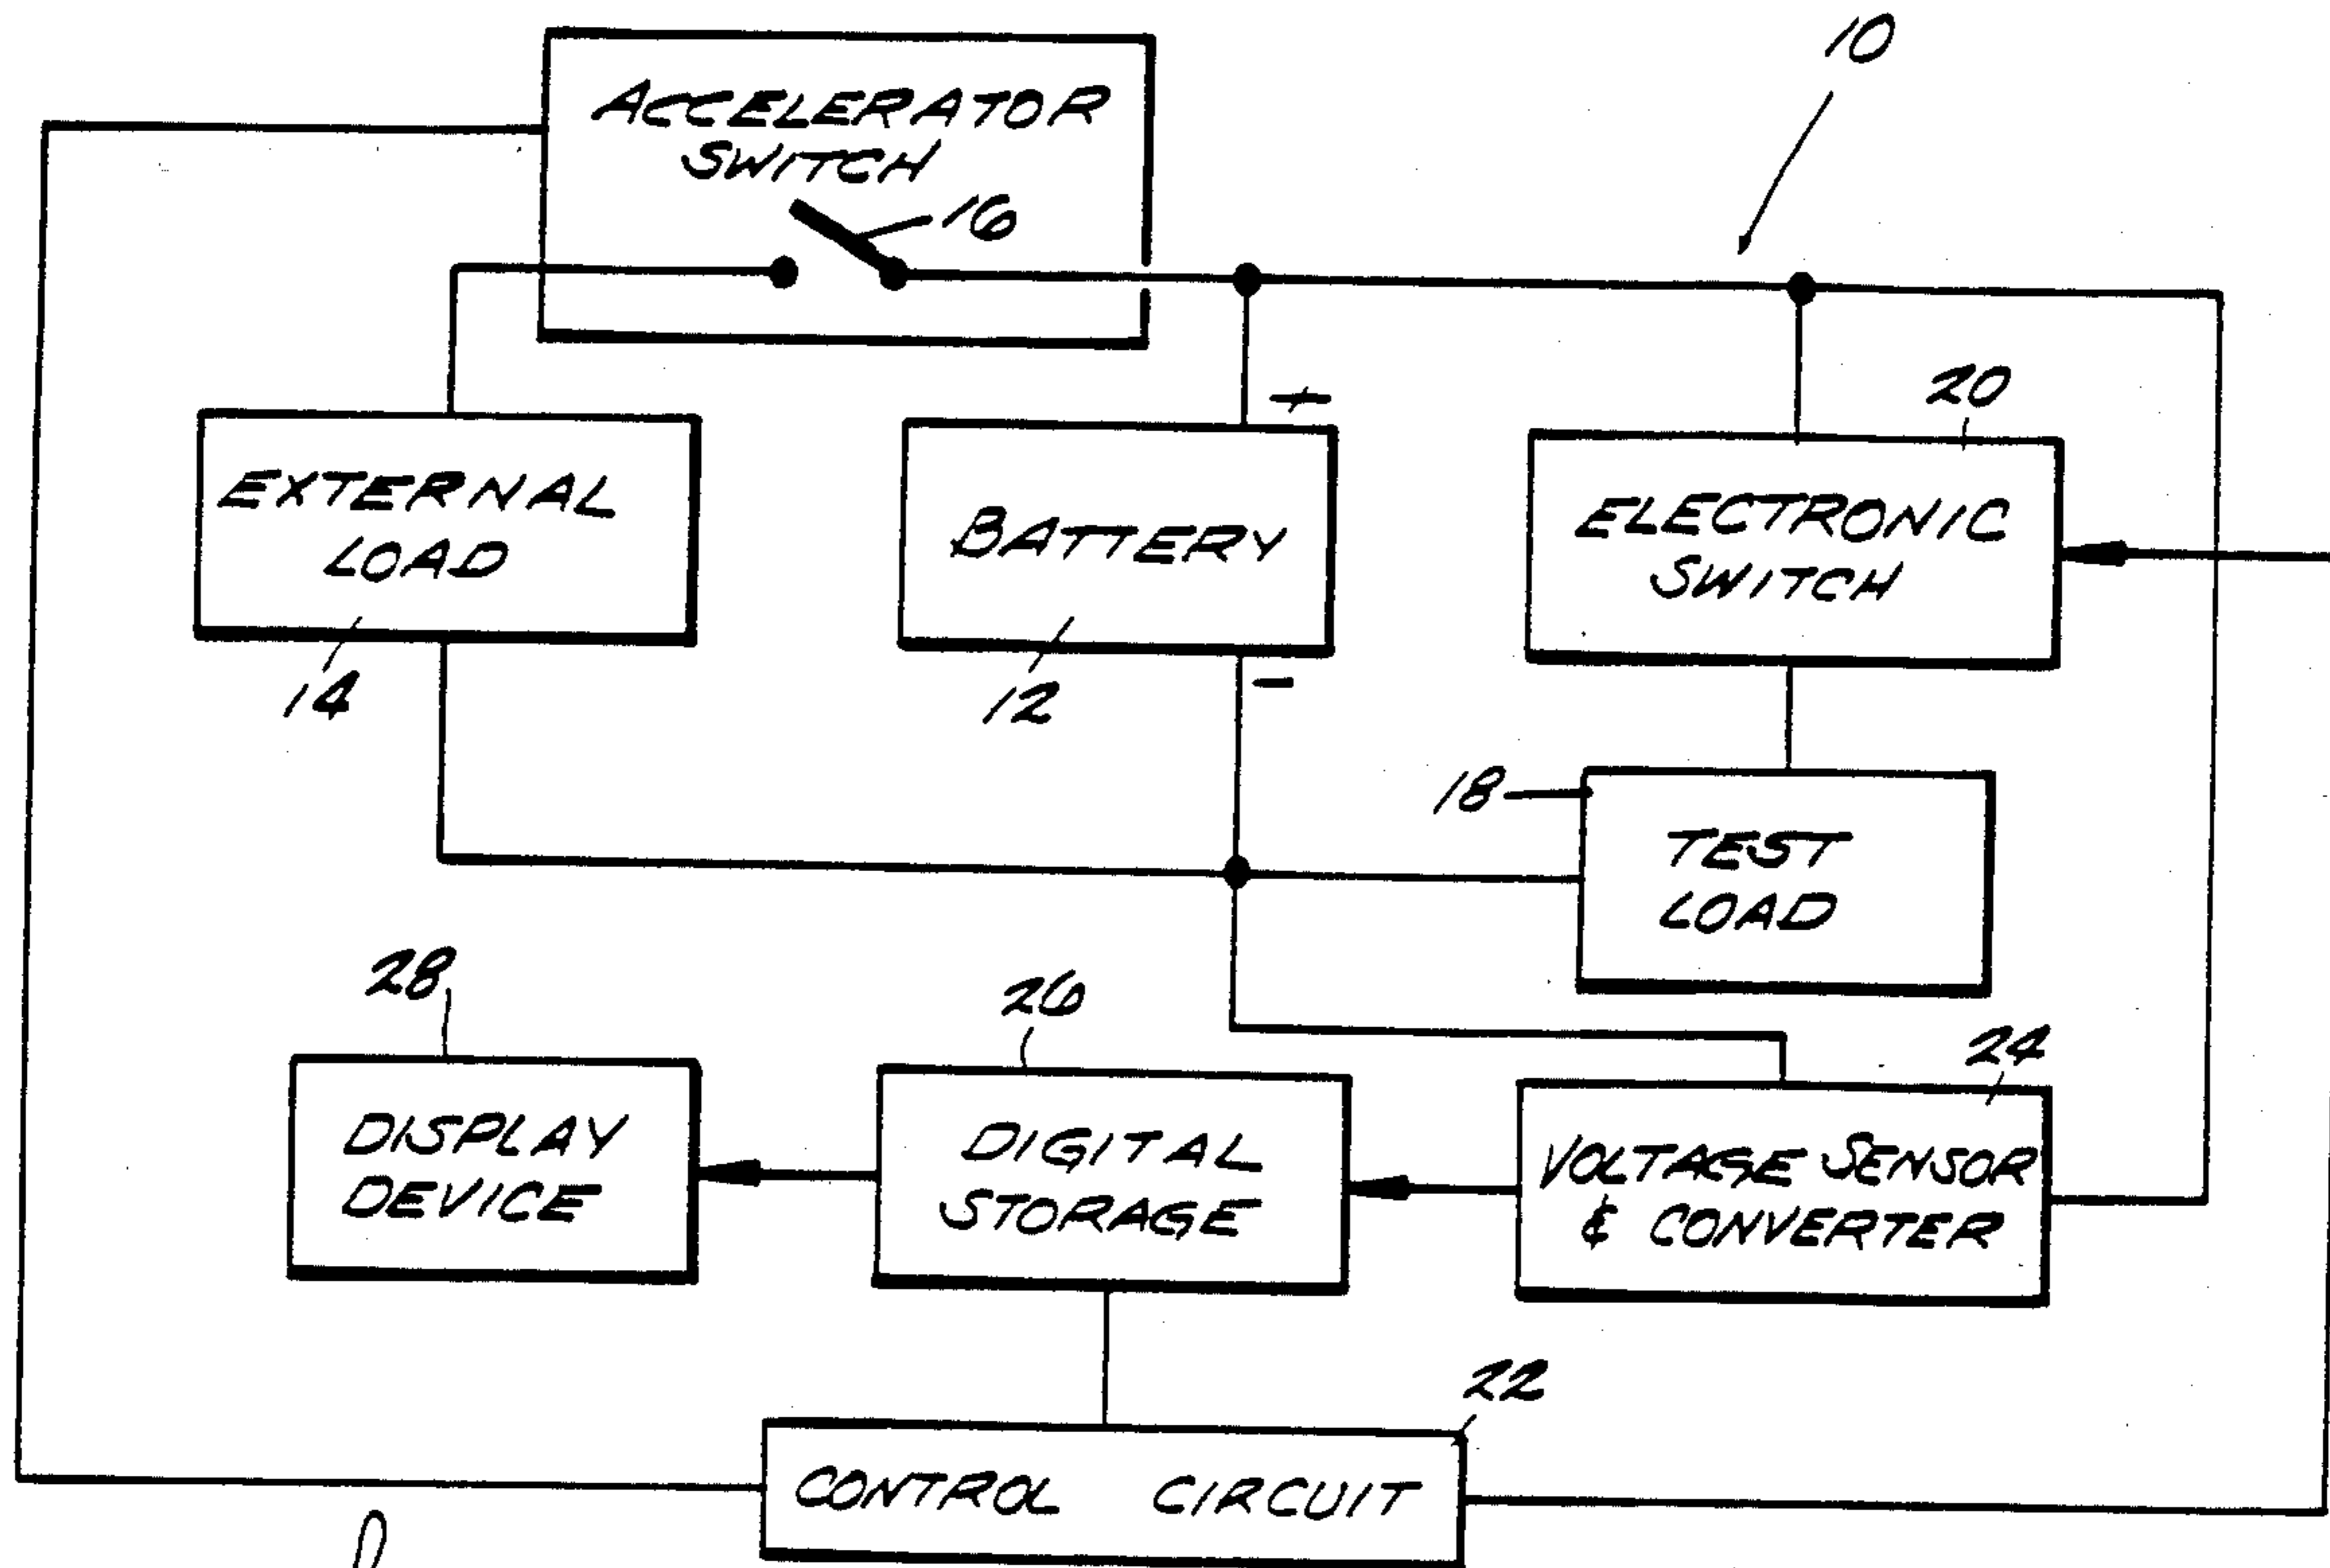 10
ACCELERATOR
SWITCH
16
+
20
EXTERNAL
LOAD
BATTERY
ELECTRONIC
SWITCH
14
12
-
18
TEST
LOAD
28
26
24
DISPLAY
DEVICE
DIGITAL
STORAGE
VOLTAGE SENSOR
& CONVERTER
22
CONTROL CIRCUIT